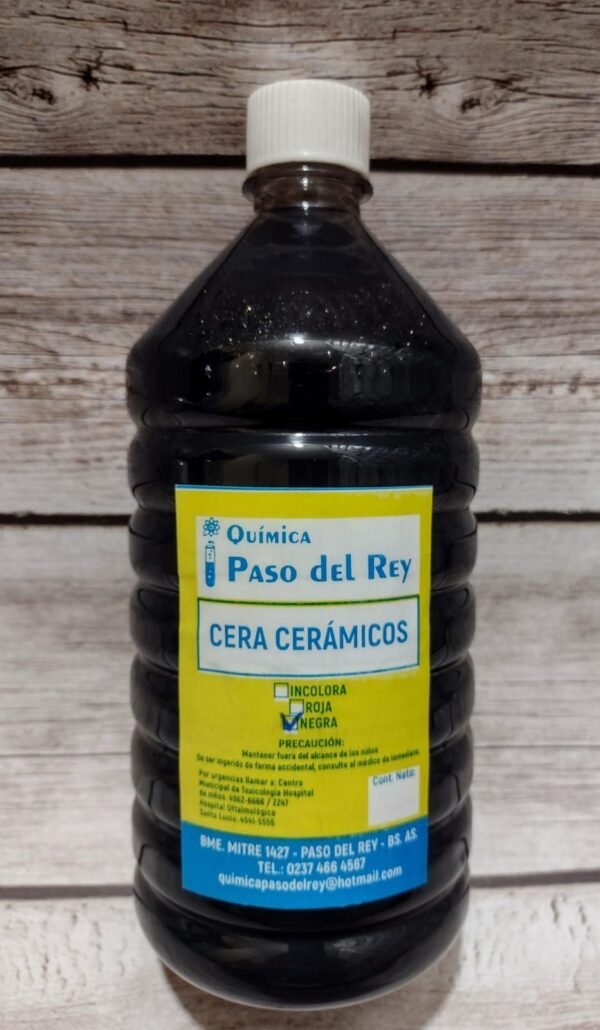 QUÍMICA
PASO DEL REY
CERA CERÁMICOS
INCOLORA
ROJA
NEGRA
PRECAUCIÓN:
Mantener fuera del alcance de los niños
De ser ingerido de forma accidental, consulte al médico de inmediato.
Por urgencias llamar a: Centro
Municipal de Toxicología Hospital
de niños: 4962-6666 / 2247
Hospital Oftalmológico
Santa Lucía: 4941-5555
Cont. Neto:
BME. MITRE 1427 - PASO DEL REY - BS. AS.
TEL.: 0237 466 4567
quimicapasodelrey@hotmail.com